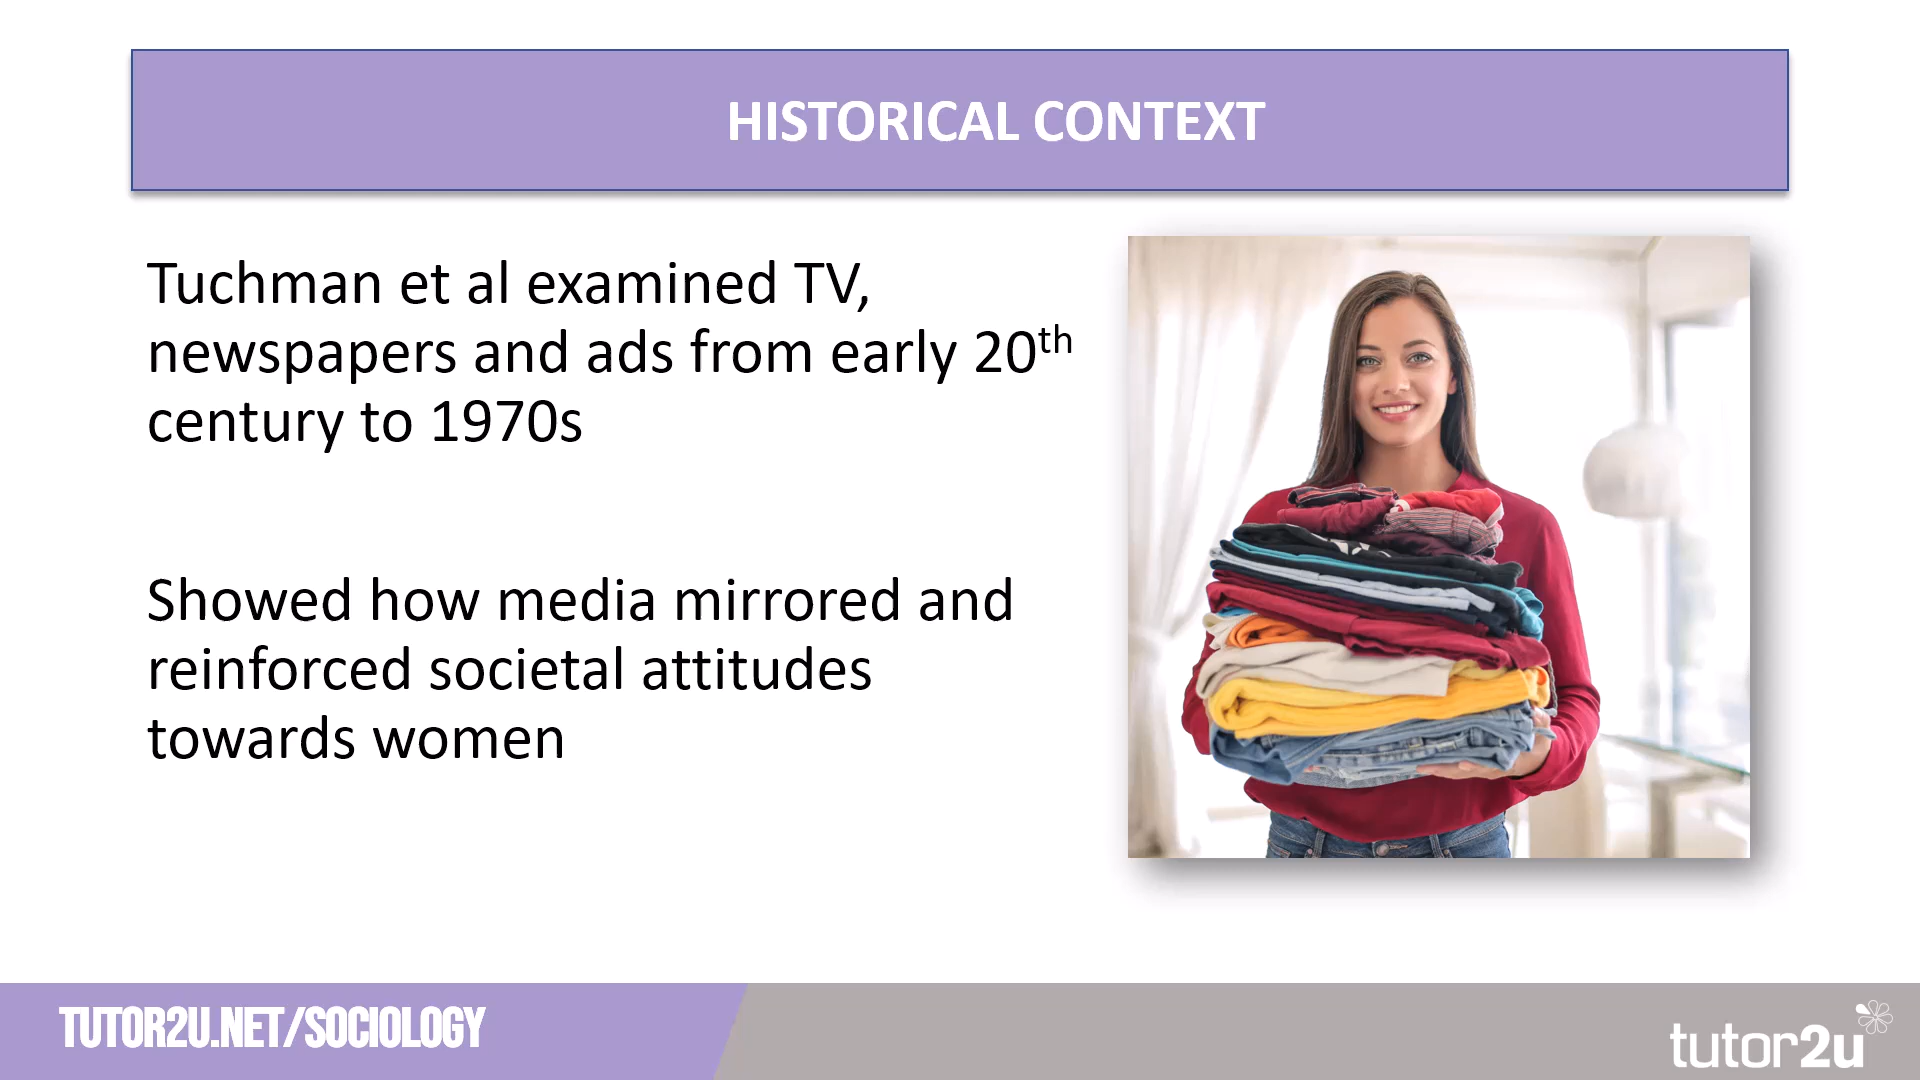 HISTORICAL CONTEXT
Tuchman et al examined TV,
newspapers and ads from early 20th
century to 1970s
Showed how media mirrored and
reinforced societal attitudes
towards women
TUTOR2U.NET/SOCIOLOGY
tutor2u